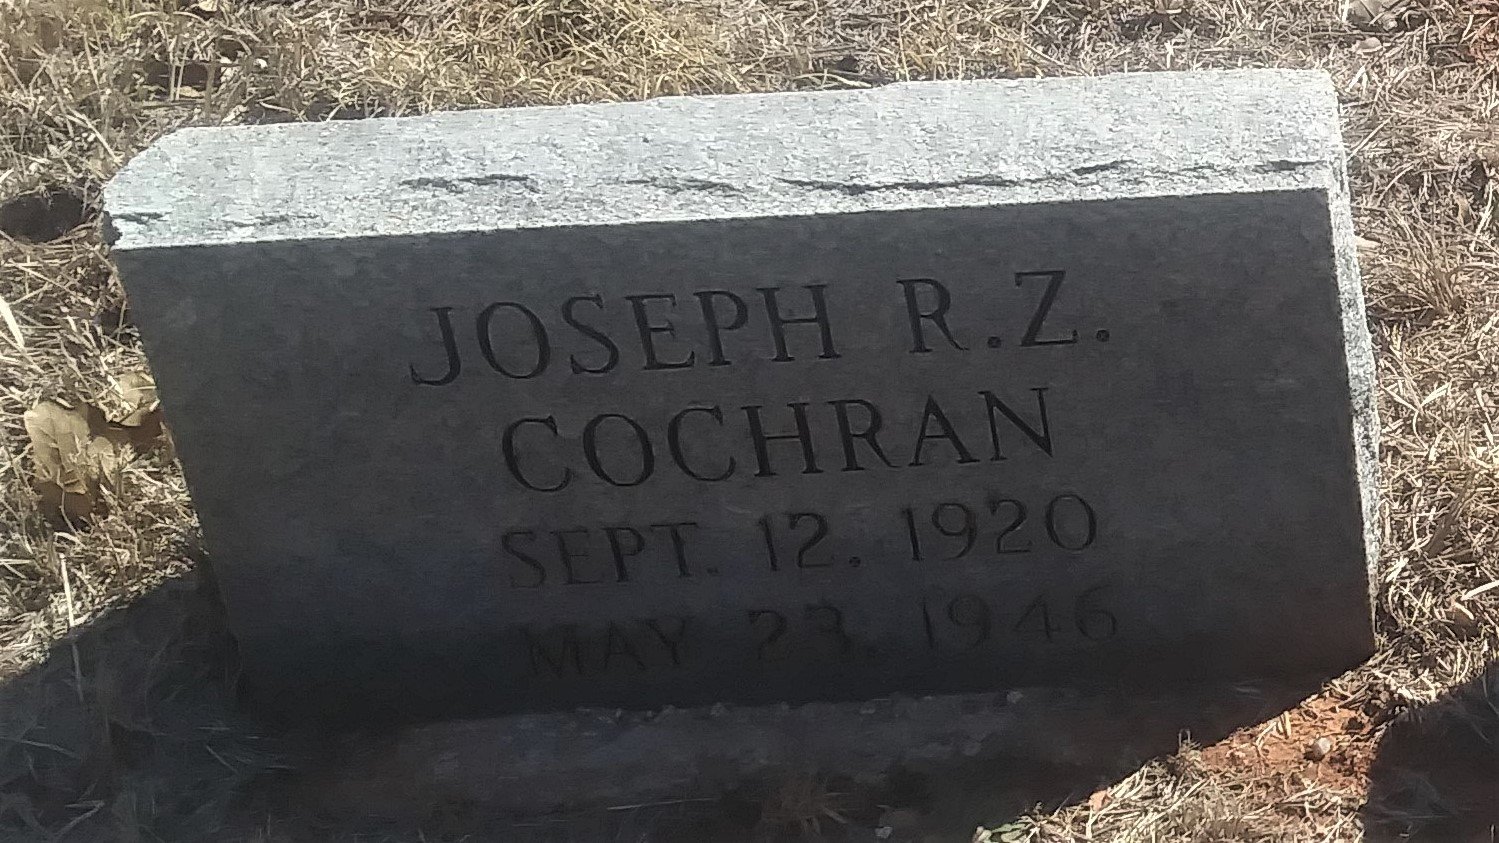 JOSEPH R.Z.
COCHRAN
SEPT. 12. 1920
MAY 23. 1946